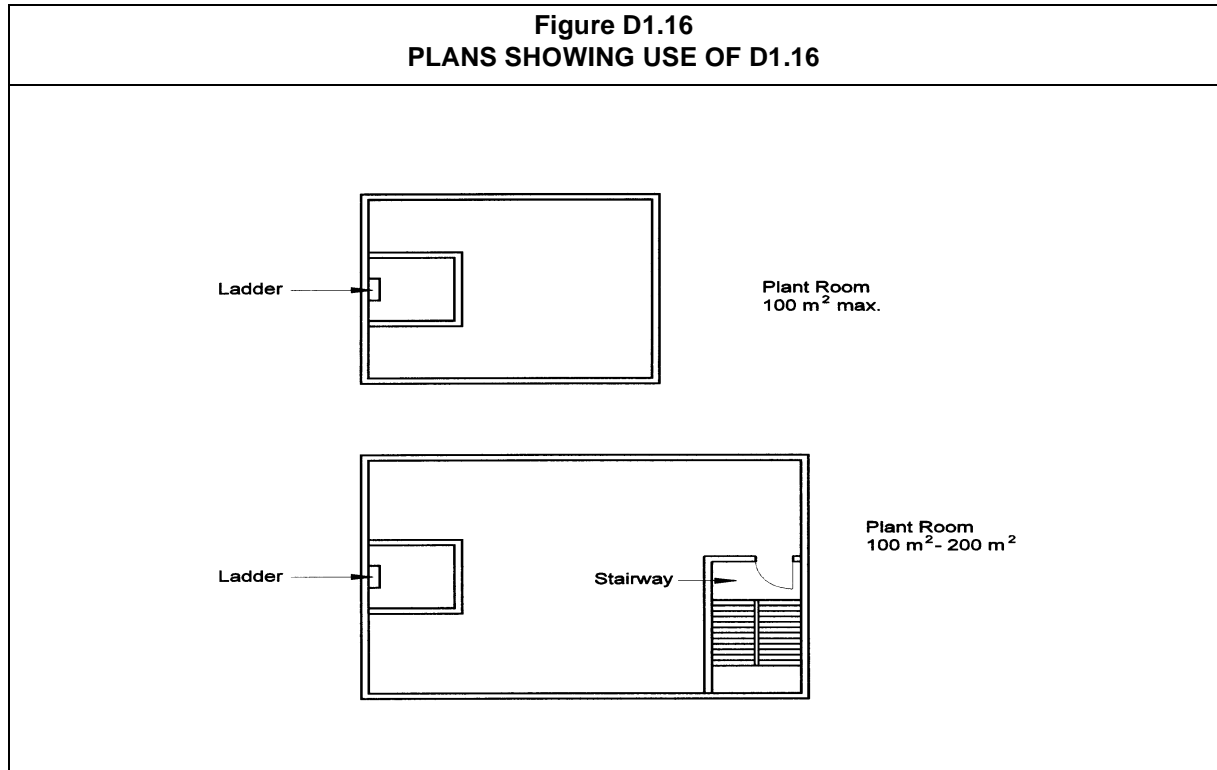 Figure D1.16
PLANS SHOWING USE OF D1.16
Ladder
Plant Room
100 m² max.
Plant Room
100 m² - 200 m²
Ladder
Stairway